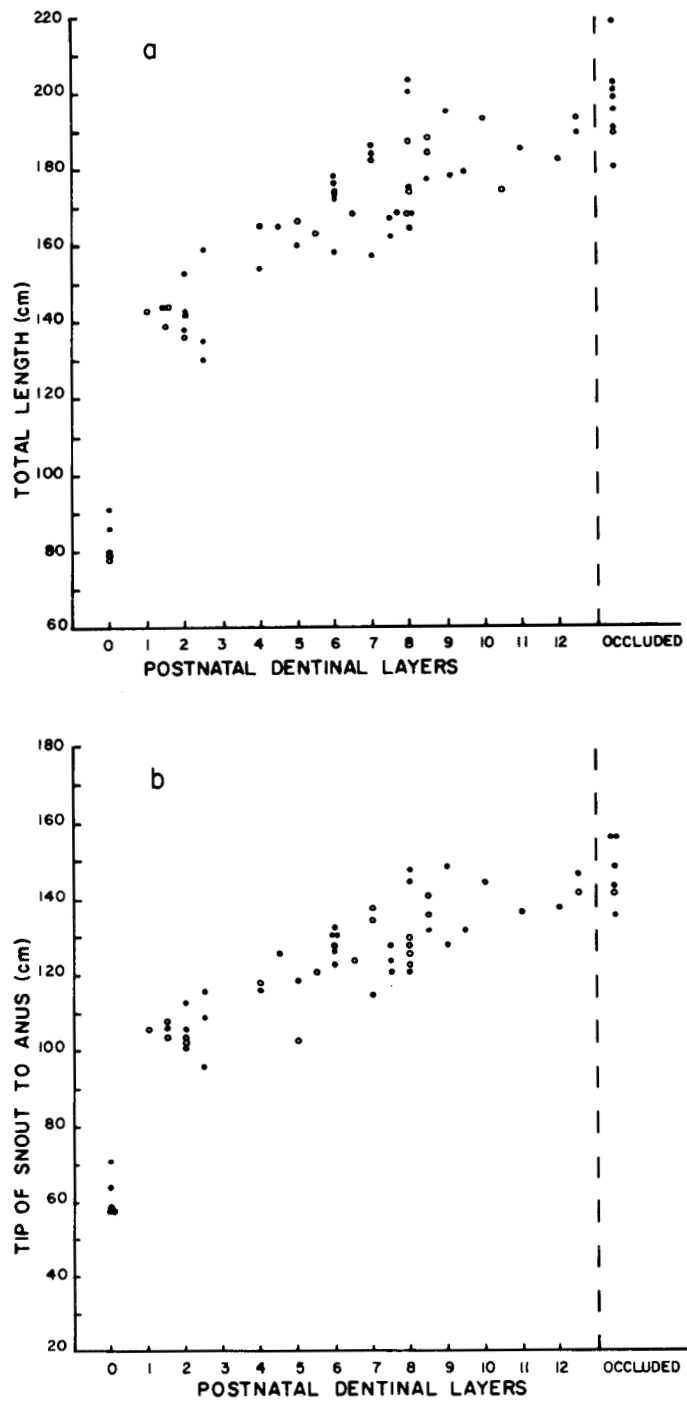 a
TOTAL LENGTH (cm)
220
200
180
160
140
120
100
80
60
0 1 2 3 4 5 6 7 8 9 10 11 12 OCCLUDED
POSTNATAL DENTINAL LAYERS
b
TIP OF SNOUT TO ANUS (cm)
180
160
140
120
100
80
60
40
20
0 1 2 3 4 5 6 7 8 9 10 11 12 OCCLUDED
POSTNATAL DENTINAL LAYERS